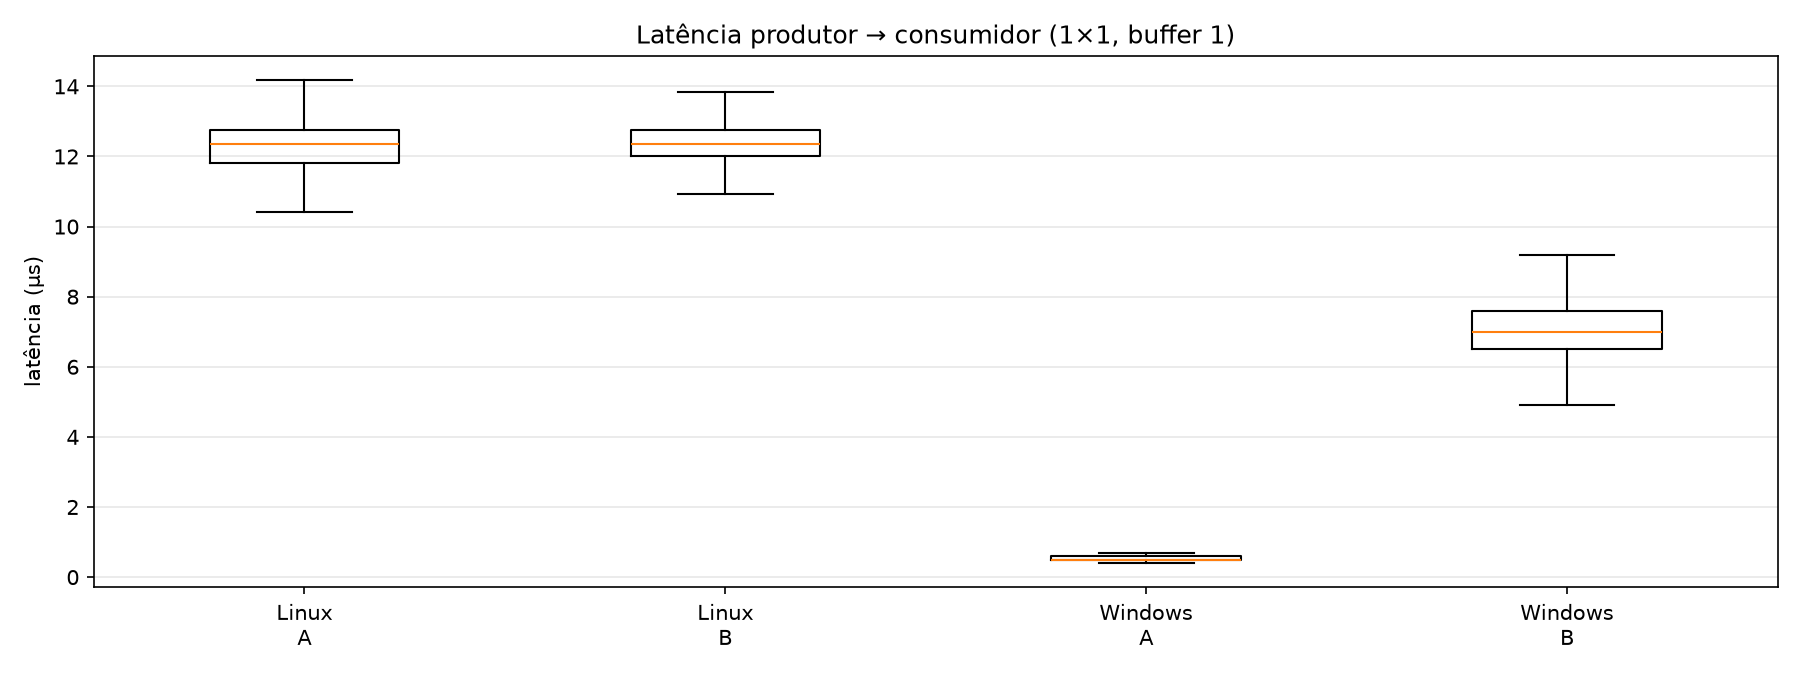 Latência produtor → consumidor (1×1, buffer 1)
latência (µs)
14
12
10
8
6
4
2
0
Linux
A
Linux
B
Windows
A
Windows
B